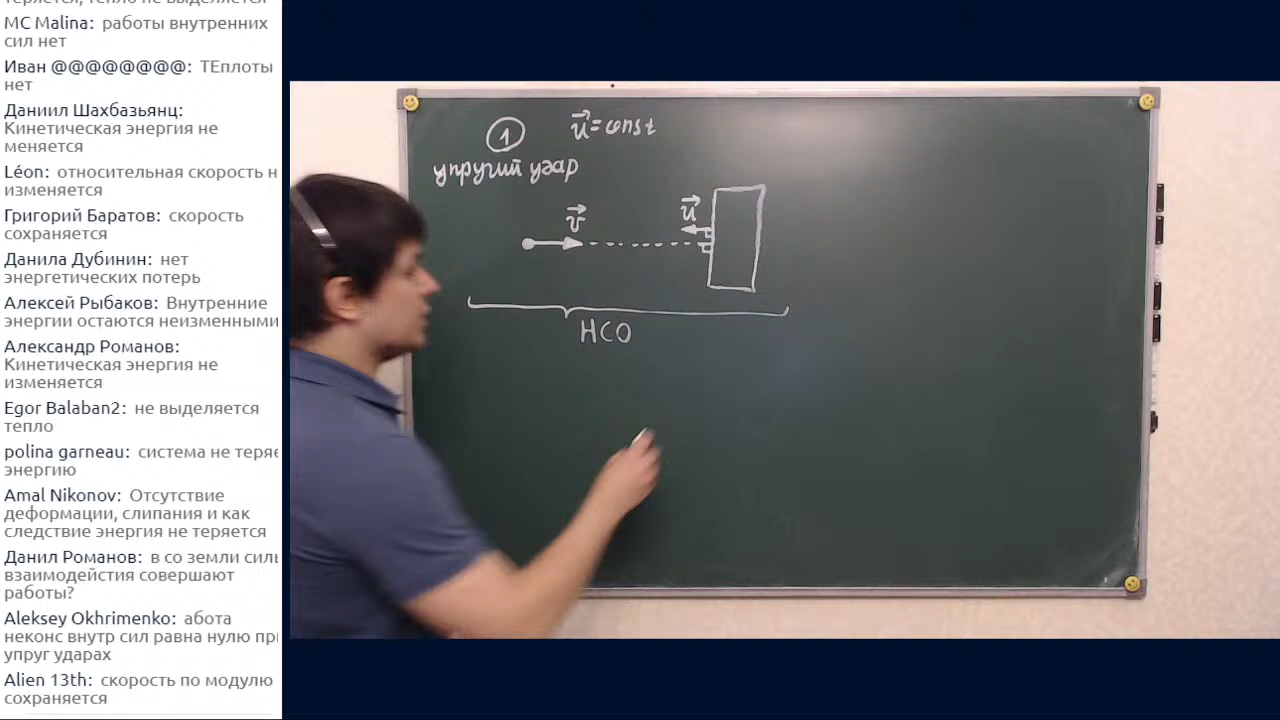 MC Malina: работы внутренних
сил нет
Иван @@@@@@@@: ТЕплоты
нет
Даниил Шахбазьянц:
Кинетическая энергия не
меняется
Léon: относительная скорость н
изменяется
Григорий Баратов: скорость
сохраняется
Данила Дубинин: нет
энергетических потерь
Алексей Рыбаков: Внутренние
энергии остаются неизменными
Александр Романов:
Кинетическая энергия не
изменяется
Egor Balaban2: не выделяется
тепло
polina garneau: система не теряе
энергию
Amal Nikonov: Отсутствие
деформации, слипания и как
следствие энергия не теряется
Данил Романов: в со земли силь
взаимодейстия совершают
работы?
Aleksey Okhrimenko: абота
неконс внутр сил равна нулю при
упруг ударах
Alien 13th: скорость по модулю
сохраняется
1 u=const
упругий удар
v u
НСО